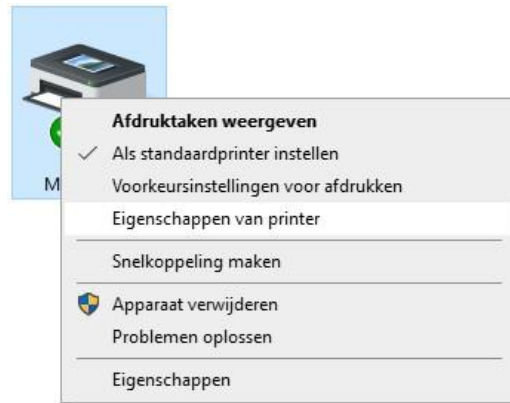 M
Afdruktaken weergeven
Als standaardprinter instellen
Voorkeursinstellingen voor afdrukken
Eigenschappen van printer
Snelkoppeling maken
Apparaat verwijderen
Problemen oplossen
Eigenschappen